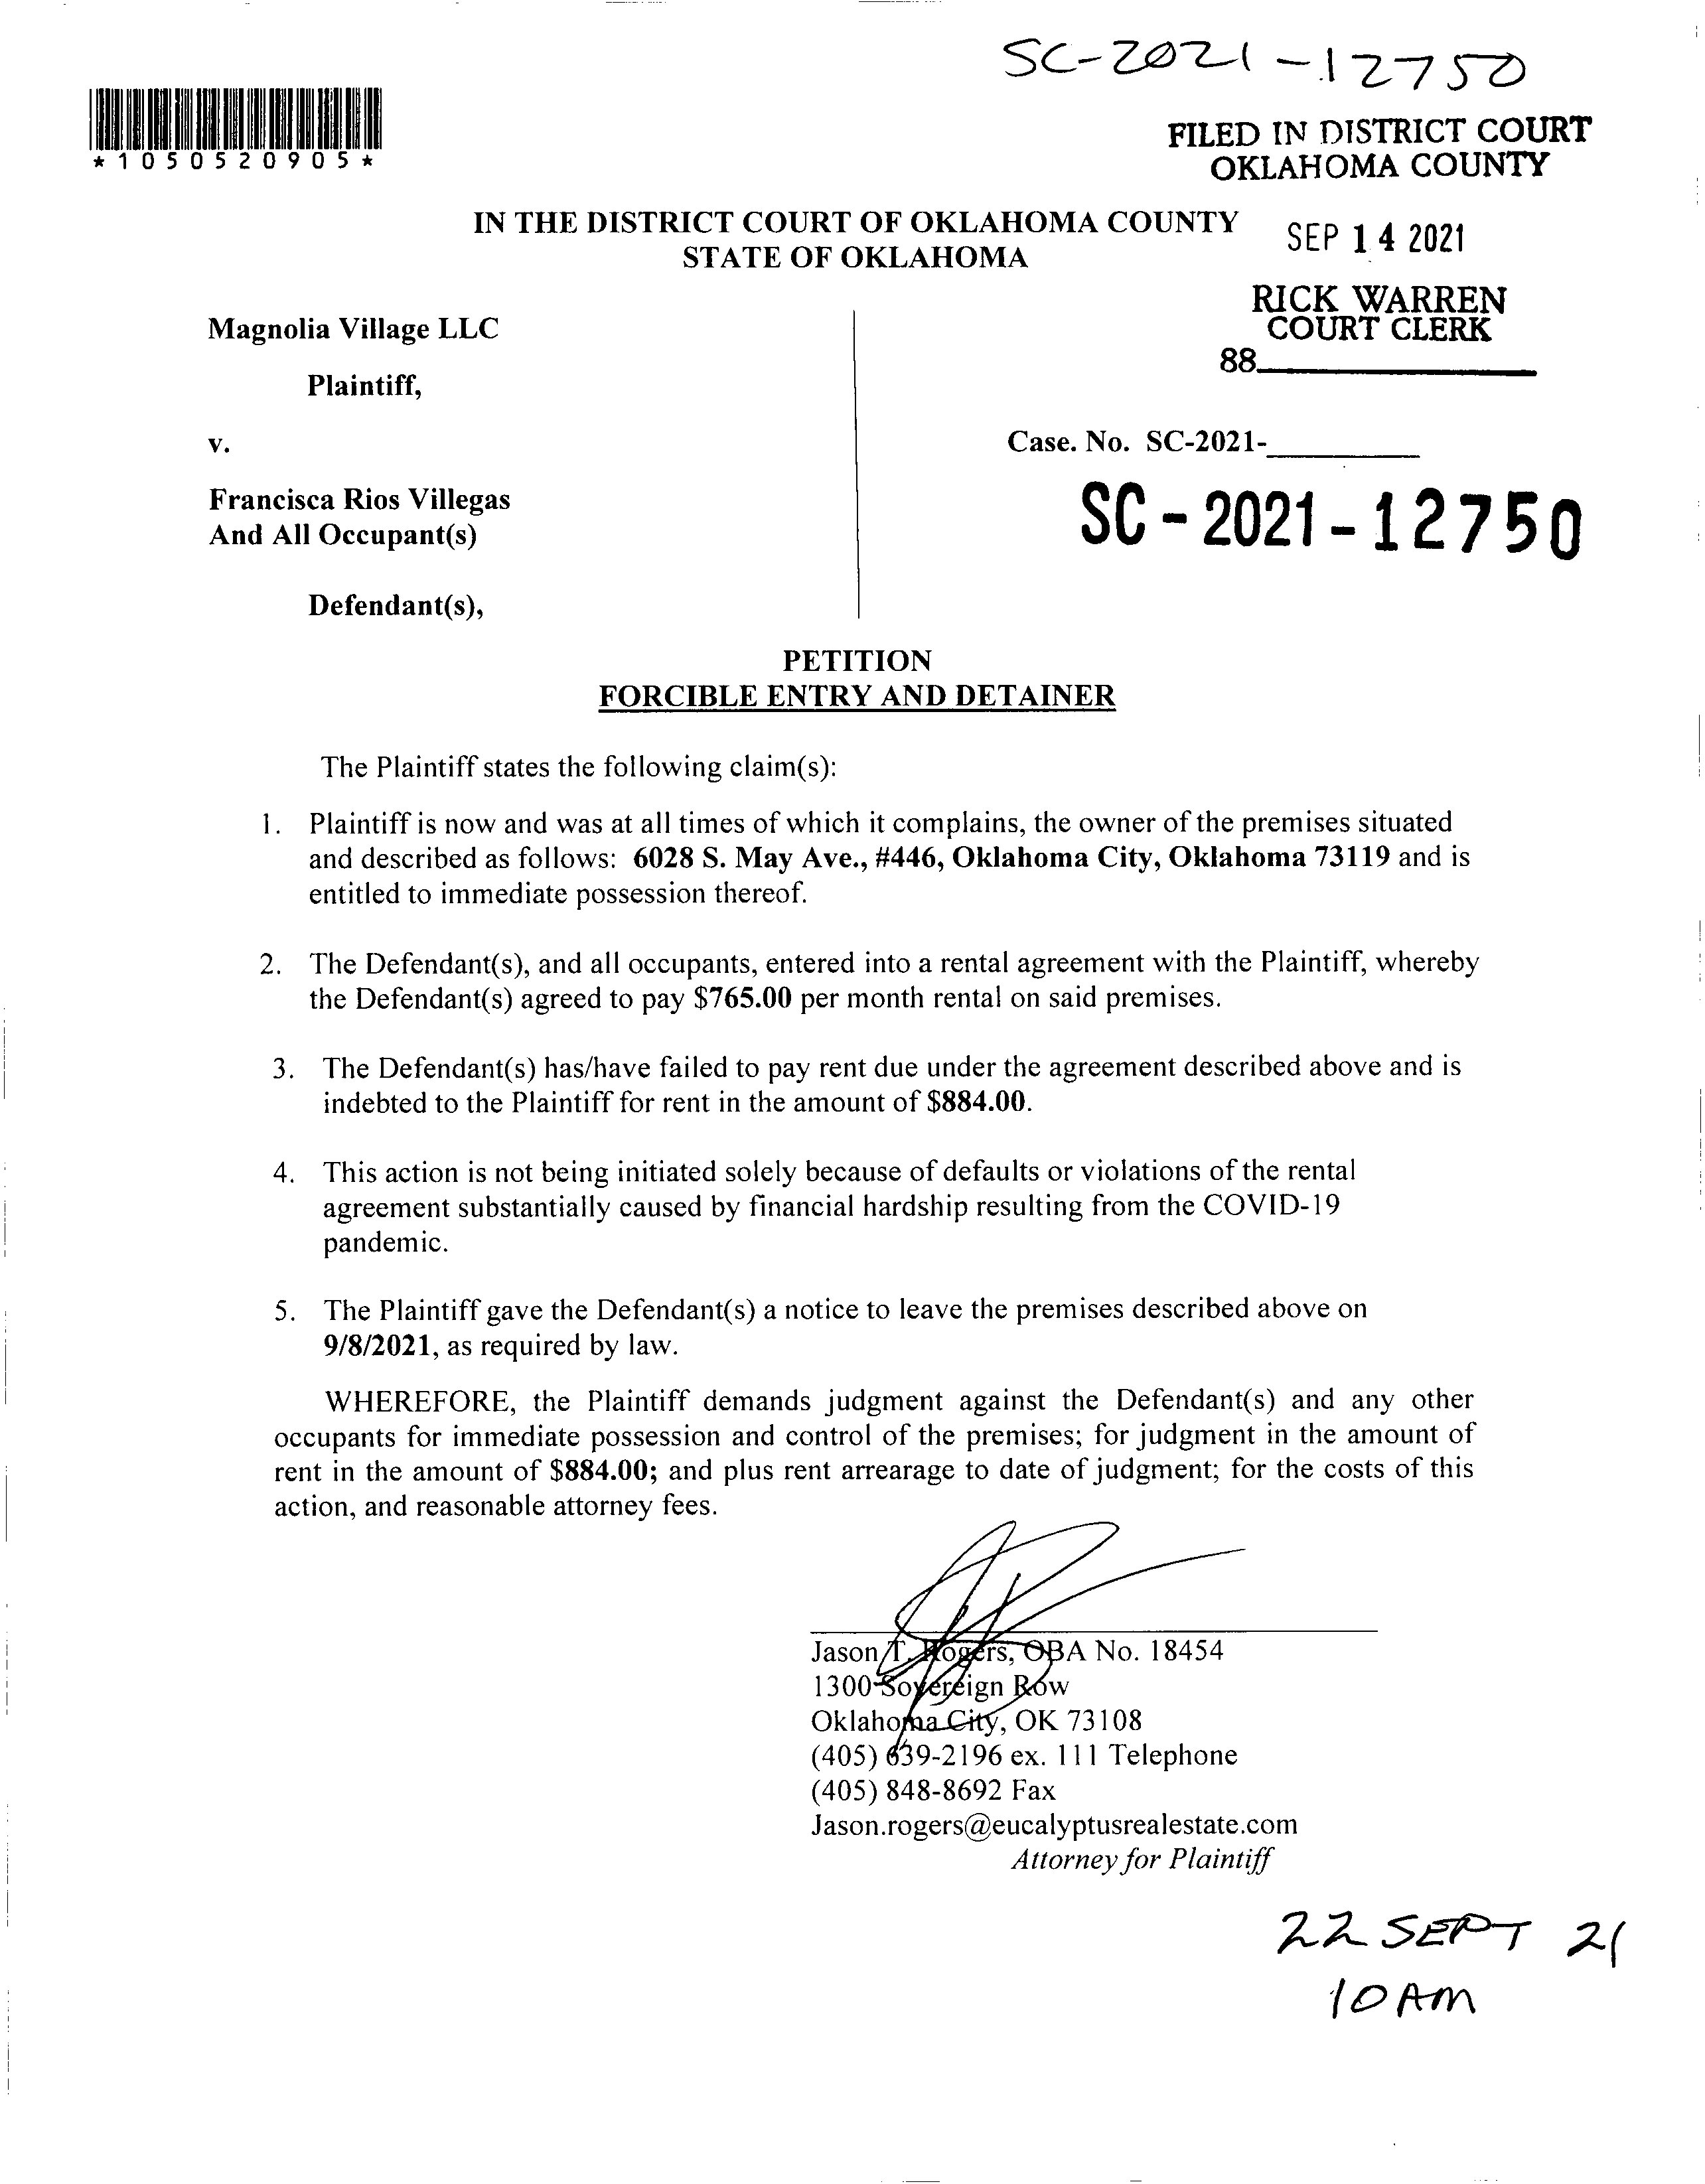 SC-2021-12750
*1050520905*
FILED IN DISTRICT COURT
OKLAHOMA COUNTY
IN THE DISTRICT COURT OF OKLAHOMA COUNTY
STATE OF OKLAHOMA
SEP 14 2021
RICK WARREN
COURT CLERK
88
Magnolia Village LLC
Plaintiff,
v.
Case. No. SC-2021-
Francisca Rios Villegas
And All Occupant(s)
SC-2021-12750
Defendant(s),
PETITION
FORCIBLE ENTRY AND DETAINER
The Plaintiff states the following claim(s):
1. Plaintiff is now and was at all times of which it complains, the owner of the premises situated
and described as follows: 6028 S. May Ave., #446, Oklahoma City, Oklahoma 73119 and is
entitled to immediate possession thereof.
2. The Defendant(s), and all occupants, entered into a rental agreement with the Plaintiff, whereby
the Defendant(s) agreed to pay $765.00 per month rental on said premises.
3. The Defendant(s) has/have failed to pay rent due under the agreement described above and is
indebted to the Plaintiff for rent in the amount of $884.00.
4. This action is not being initiated solely because of defaults or violations of the rental
agreement substantially caused by financial hardship resulting from the COVID-19
pandemic.
5. The Plaintiff gave the Defendant(s) a notice to leave the premises described above on
9/8/2021, as required by law.
WHEREFORE, the Plaintiff demands judgment against the Defendant(s) and any other
occupants for immediate possession and control of the premises; for judgment in the amount of
rent in the amount of $884.00; and plus rent arrearage to date of judgment; for the costs of this
action, and reasonable attorney fees.
Jason T. Rogers, OBA No. 18454
1300 Sovereign Row
Oklahoma City, OK 73108
(405) 639-2196 ex. 111 Telephone
(405) 848-8692 Fax
Jason.rogers@eucalyptusrealestate.com
Attorney for Plaintiff
22 SEPT 21
10 AM